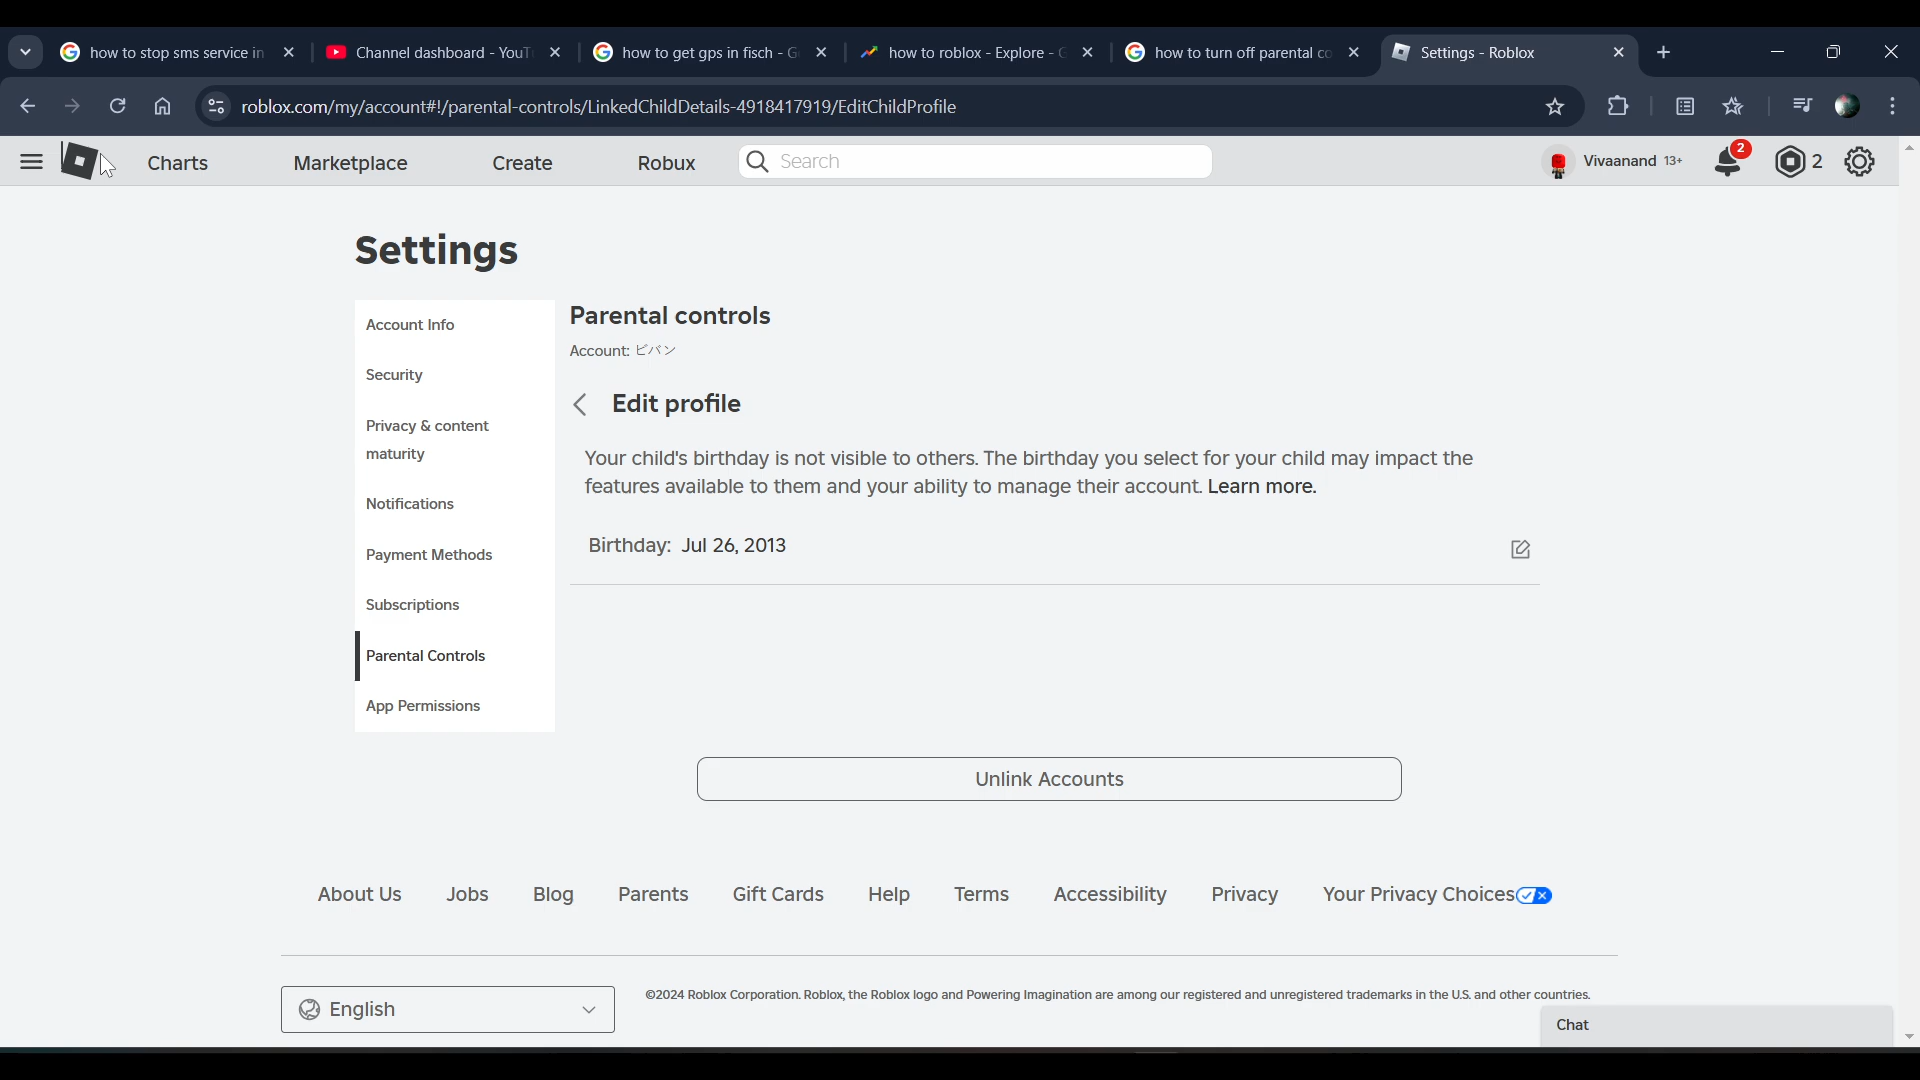 how to stop sms service in
Channel dashboard - YouT
how to get gps in fisch - G
how to roblox - Explore - G
how to turn off parental co
Settings - Roblox
roblox.com/my/account#!/parental-controls/LinkedChildDetails-4918417919/EditChildProfile
Charts
Marketplace
Create
Robux
Search
Vivaanand 13+
2
2
Settings
Account Info
Security
Privacy & content
maturity
Notifications
Payment Methods
Subscriptions
Parental Controls
App Permissions
Parental controls
Account: ビバン
Edit profile
Your child's birthday is not visible to others. The birthday you select for your child may impact the
features available to them and your ability to manage their account. Learn more.
Birthday: Jul 26, 2013
Unlink Accounts
About Us
Jobs
Blog
Parents
Gift Cards
Help
Terms
Accessibility
Privacy
Your Privacy Choices
English
©2024 Roblox Corporation. Roblox, the Roblox logo and Powering Imagination are among our registered and unregistered trademarks in the U.S. and other countries.
Chat